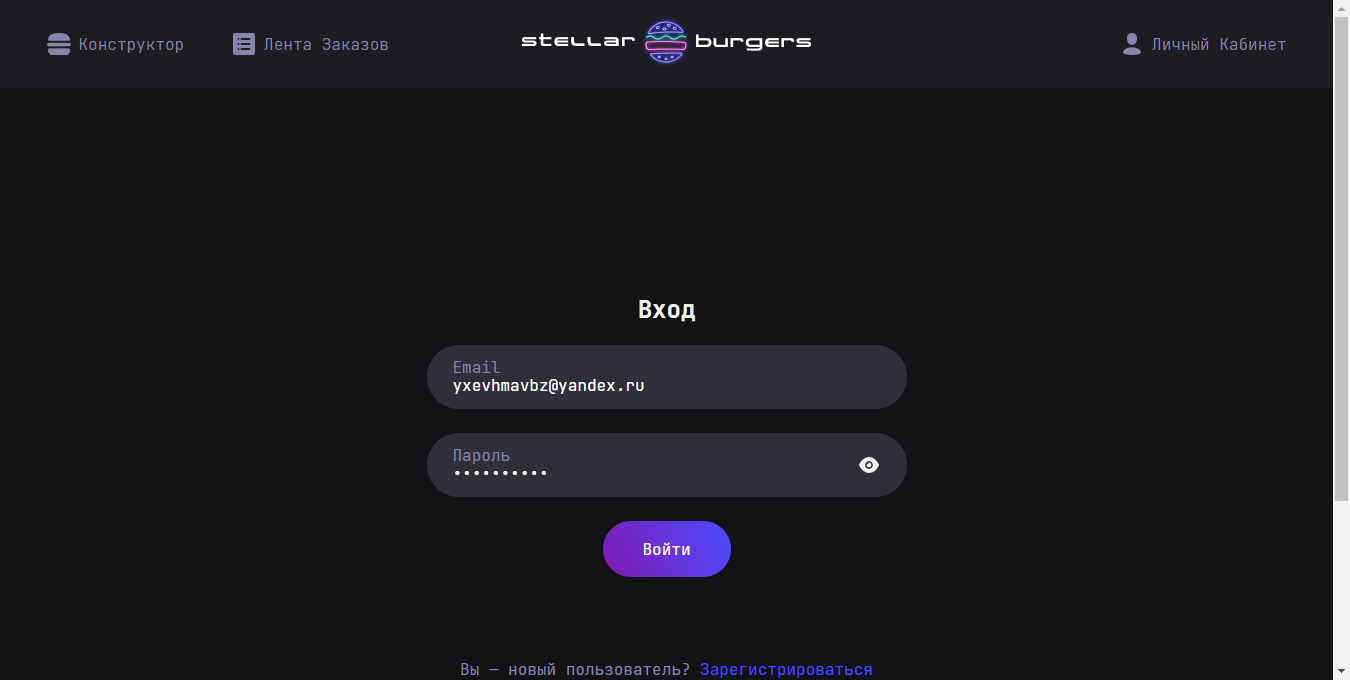 Конструктор
Лента Заказов
stellar burgers
Личный Кабинет
Вход
Email
yxevhmavbz@yandex.ru
Пароль
••••••••••
Войти
Вы — новый пользователь? Зарегистрироваться